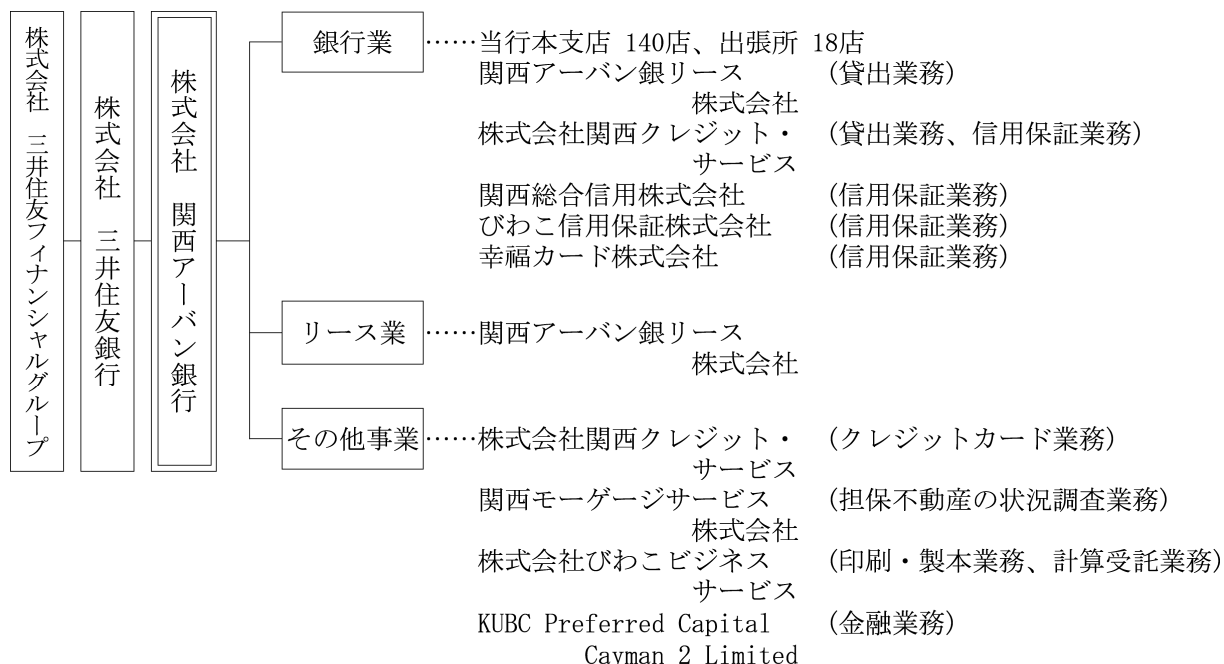 株式会社 三井住友フィナンシャルグループ
株式会社 三井住友銀行
株式会社 関西アーバン銀行
銀行業……当行本支店 140店、出張所 18店
関西アーバン銀リース (貸出業務)
株式会社
株式会社関西クレジット・ (貸出業務、信用保証業務)
サービス
関西総合信用株式会社 (信用保証業務)
びわこ信用保証株式会社 (信用保証業務)
幸福カード株式会社 (信用保証業務)
リース業……関西アーバン銀リース
株式会社
その他事業……株式会社関西クレジット・ (クレジットカード業務)
サービス
関西モーゲージサービス (担保不動産の状況調査業務)
株式会社
株式会社びわこビジネス (印刷・製本業務、計算受託業務)
サービス
KUBC Preferred Capital (金融業務)
Cayman 2 Limited